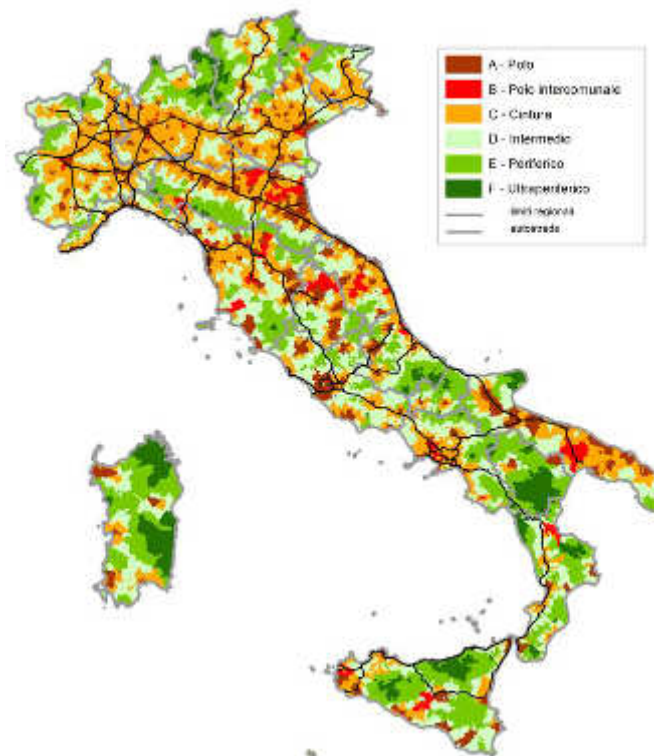 A - Polo
B - Polo intercomunale
C - Cintura
D - Intermedio
E - Periferico
F - Ultraperiferico
limiti regionali
autostrade